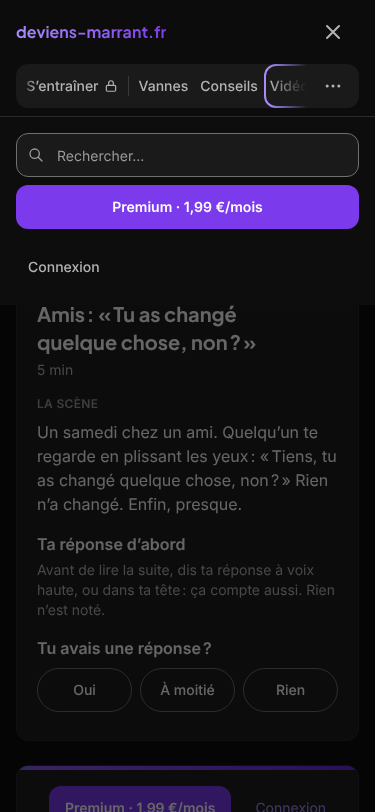 deviens-marrant.fr
S'entraîner
Vannes
Conseils
Vidéo
Rechercher...
Premium · 1,99 €/mois
Connexion
Amis : « Tu as changé
quelque chose, non ? »
5 min
LA SCÈNE
Un samedi chez un ami. Quelqu'un te
regarde en plissant les yeux : « Tiens, tu
as changé quelque chose, non ? » Rien
n'a changé. Enfin, presque.
Ta réponse d'abord
Avant de lire la suite, dis ta réponse à voix
haute, ou dans ta tête : ça compte aussi. Rien
n'est noté.
Tu avais une réponse ?
Oui
À moitié
Rien
Premium · 1,99 €/mois
Connexion